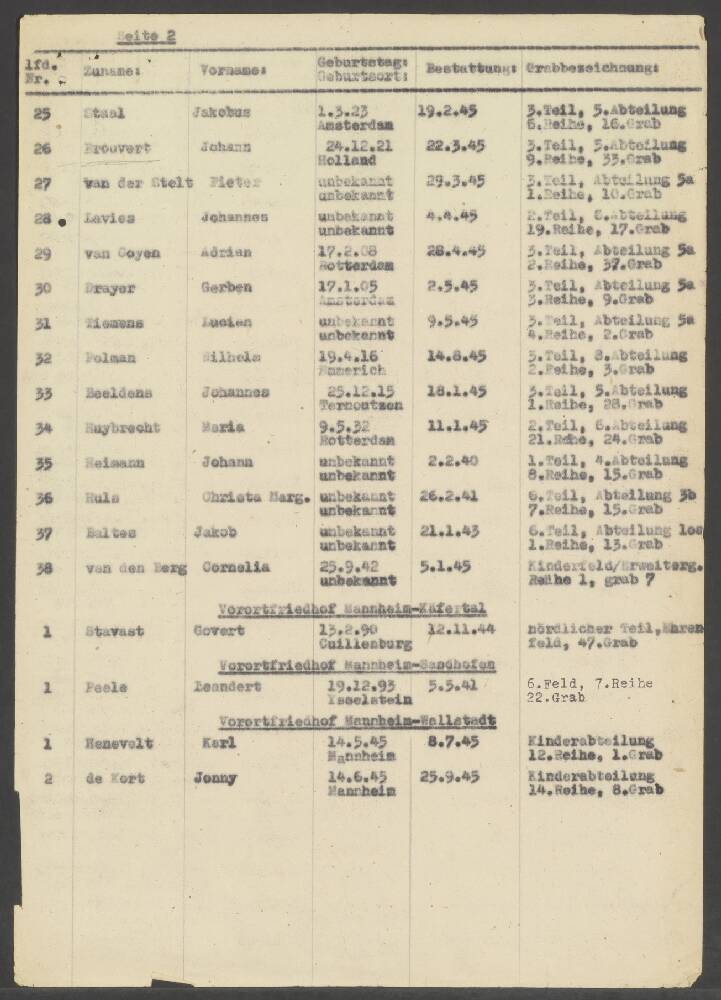 Seite 2
lfd. Nr. Zuname: Vorname: Geburtstag: Geburtsort: Bestattung: Grabbezeichnung:
25 Staal Jakobus 1.3.23 19.2.45 3.Teil, 5.Abteilung
Amsterdam 6.Reihe, 16.Grab
26 Brouvert Johann 24.12.21 22.3.45 3.Teil, 5.Abteilung
Holland 9.Reihe, 33.Grab
27 van der Stelt Pieter unbekannt 29.3.45 3.Teil, Abteilung 5a
unbekannt 1.Reihe, 10.Grab
28 Lavies Johannes unbekannt 4.4.45 2.Teil, Abteilung
unbekannt 19.Reihe, 17.Grab
29 van Goyen Adrian 17.2.08 28.4.45 3.Teil, Abteilung 5a
Rotterdam 2.Reihe, 37.Grab
30 Drayer Gerben 17.1.05 2.5.45 3.Teil, Abteilung 5a
Amsterdam 3.Reihe, 9.Grab
31 Tiemens Lucien unbekannt 9.5.45 3.Teil, Abteilung 5a
unbekannt 4.Reihe, 2.Grab
32 Polman Wilhelm 19.4.16 14.8.45 3.Teil, 8.Abteilung
Emmerich 2.Reihe, 3.Grab
33 Beeldens Johannes 25.12.15 18.1.45 3.Teil, 5.Abteilung
Ternoutzen 1.Reihe, 28.Grab
34 Huybrecht Maria 9.5.32 11.1.45 2.Teil, 6.Abteilung
Rotterdam 21.Reihe, 24.Grab
35 Heimann Johann unbekannt 2.2.40 1.Teil, 4.Abteilung
unbekannt 8.Reihe, 15.Grab
36 Huls Christa Marg. unbekannt 26.2.41 6.Teil, Abteilung 3b
unbekannt 7.Reihe, 15.Grab
37 Baltes Jakob unbekannt 21.1.43 6.Teil, Abteilung
unbekannt 1.Reihe, 13.Grab
38 van den Berg Cornelia 25.9.42 5.1.45 Kinderfeld/Erweiterg.
unbekannt Reihe 1, grab 7
Vorortfriedhof Mannheim-Käfertal
1 Stavast Govert 13.2.90 12.11.44 nördlicher Teil,Ehren
Cuilenburg feld, 47.Grab
Vorortfriedhof Mannheim-Sandhofen
1 Peele Leandert 19.12.93 5.5.41 6.Feld, 7.Reihe
Ysselstein 22.Grab
Vorortfriedhof Mannheim-Wallstadt
1 Henevelt Karl 14.5.45 8.7.45 Kinderabteilung
Mannheim 12.Reihe, 1.Grab
2 de Kort Jonny 14.6.45 25.9.45 Kinderabteilung
Mannheim 14.Reihe, 8.Grab